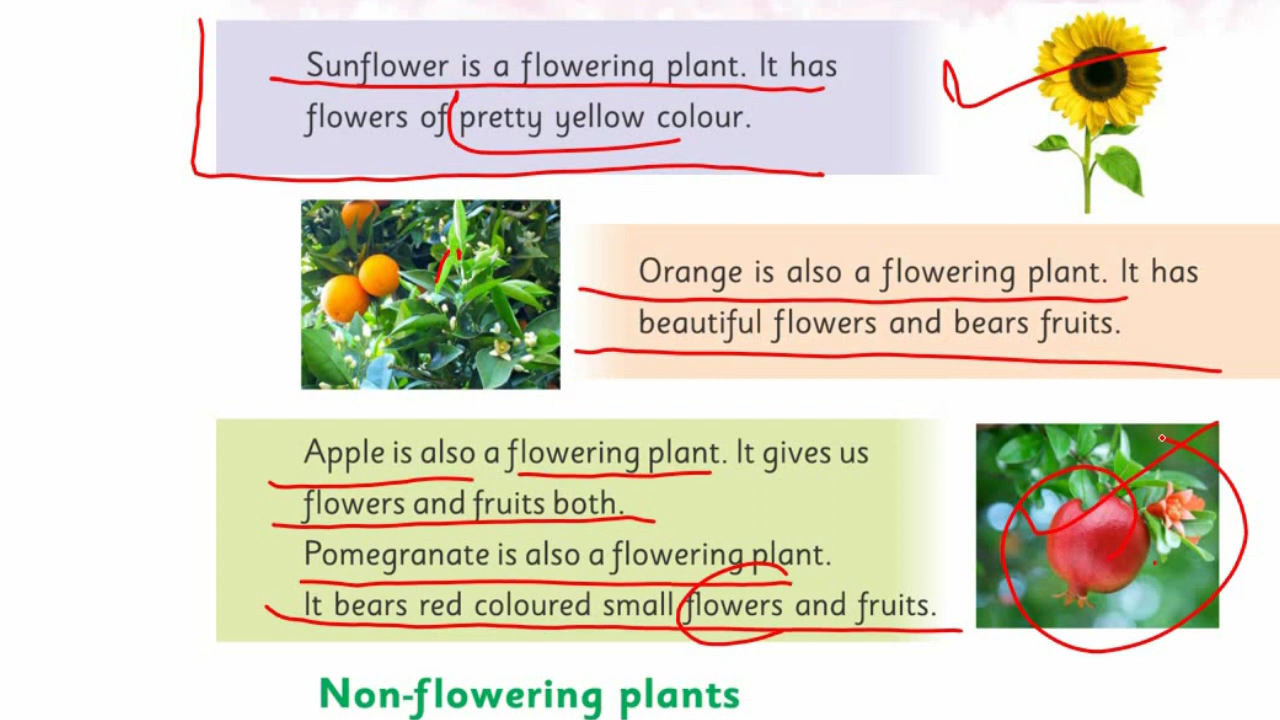 Sunflower is a flowering plant. It has
flowers of pretty yellow colour.
Orange is also a flowering plant. It has
beautiful flowers and bears fruits.
Apple is also a flowering plant. It gives us
flowers and fruits both.
Pomegranate is also a flowering plant.
It bears red coloured small flowers and fruits.
Non-flowering plants